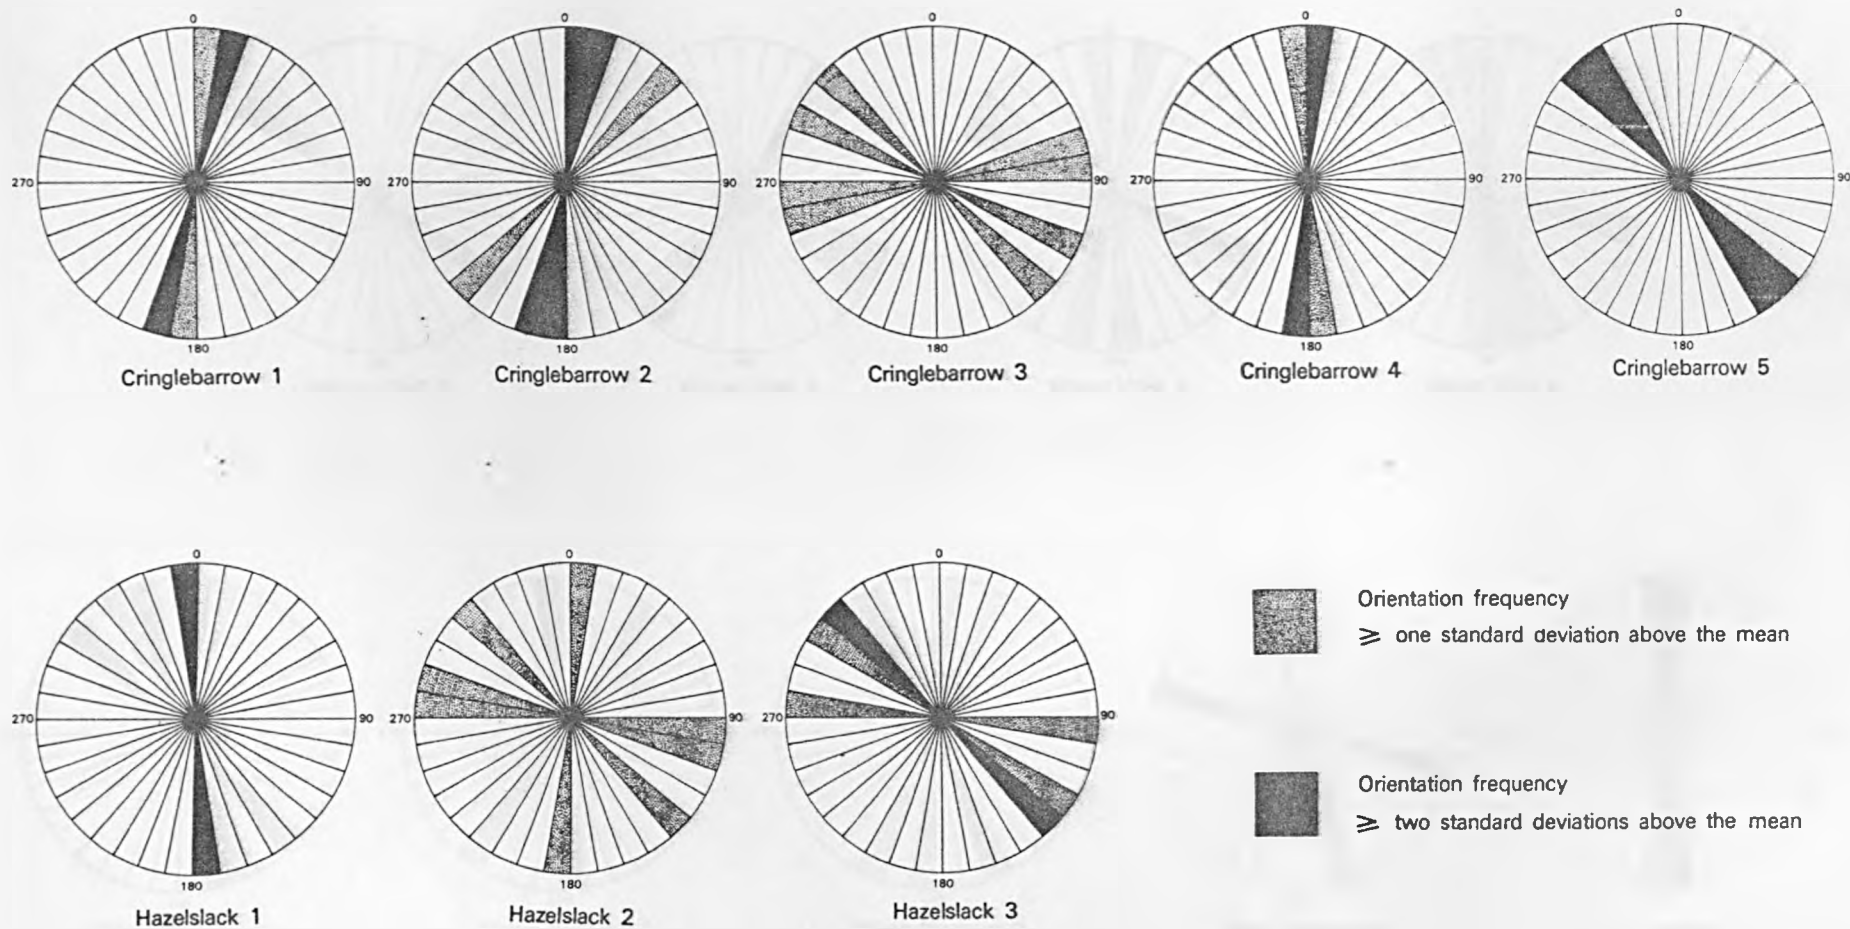 0
270
90
180
Cringlebarrow 1
0
270
90
180
Cringlebarrow 2
0
270
90
180
Cringlebarrow 3
0
270
90
180
Cringlebarrow 4
0
270
90
180
Cringlebarrow 5
0
270
90
180
Hazelslack 1
0
270
90
180
Hazelslack 2
0
270
90
180
Hazelslack 3
Orientation frequency
⩾ one standard deviation above the mean
Orientation frequency
⩾ two standard deviations above the mean